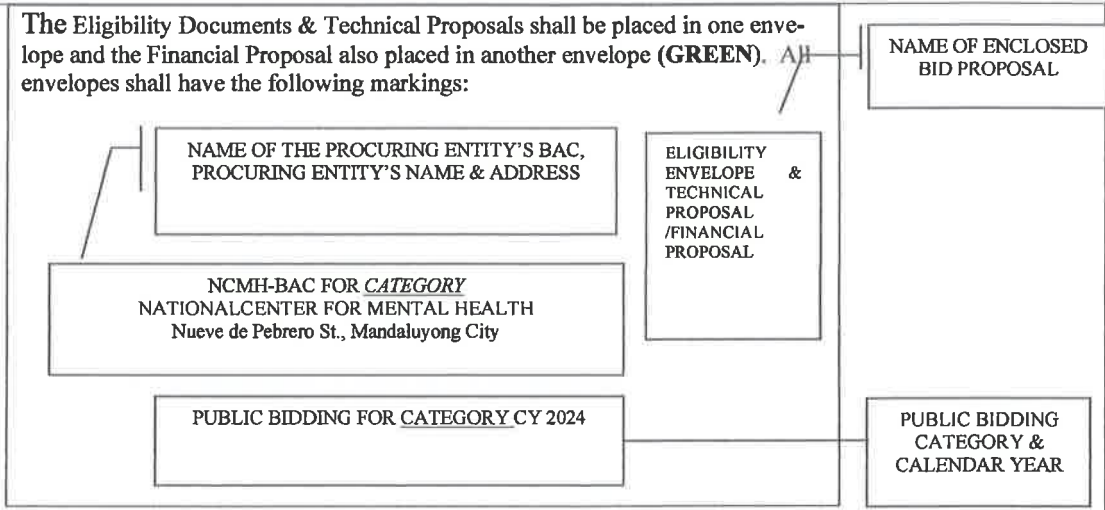 The Eligibility Documents & Technical Proposals shall be placed in one enve-
lope and the Financial Proposal also placed in another envelope (GREEN). All
envelopes shall have the following markings:
NAME OF ENCLOSED
BID PROPOSAL
NAME OF THE PROCURING ENTITY'S BAC,
PROCURING ENTITY'S NAME & ADDRESS
ELIGIBILITY
ENVELOPE &
TECHNICAL
PROPOSAL
/FINANCIAL
PROPOSAL
NCMH-BAC FOR CATEGORY
NATIONALCENTER FOR MENTAL HEALTH
Nueve de Pebrero St., Mandaluyong City
PUBLIC BIDDING FOR CATEGORY CY 2024
PUBLIC BIDDING
CATEGORY &
CALENDAR YEAR